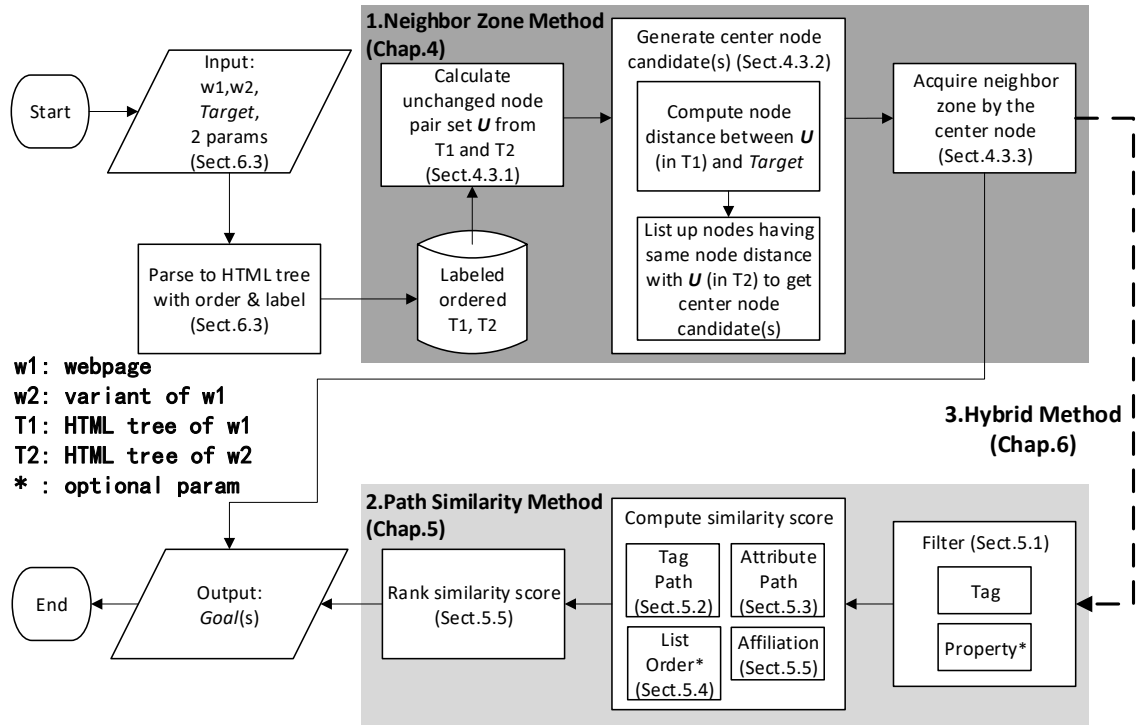 1.Neighbor Zone Method
(Chap.4)
Start
Input:
w1,w2,
Target,
2 params
(Sect.6.3)
Parse to HTML tree
with order & label
(Sect.6.3)
Calculate
unchanged node
pair set U from
T1 and T2
(Sect.4.3.1)
Labeled
ordered
T1, T2
Generate center node
candidate(s) (Sect.4.3.2)
Compute node
distance between U
(in T1) and Target
List up nodes having
same node distance
with U (in T2) to get
center node
candidate(s)
Acquire neighbor
zone by the
center node
(Sect.4.3.3)
w1: webpage
w2: variant of w1
T1: HTML tree of w1
T2: HTML tree of w2
* : optional param
3.Hybrid Method
(Chap.6)
2.Path Similarity Method
(Chap.5)
Filter (Sect.5.1)
Tag
Property*
Compute similarity score
Tag
Path
(Sect.5.2)
Attribute
Path
(Sect.5.3)
List
Order*
(Sect.5.4)
Affiliation
(Sect.5.5)
Rank similarity score
(Sect.5.5)
Output:
Goal(s)
End